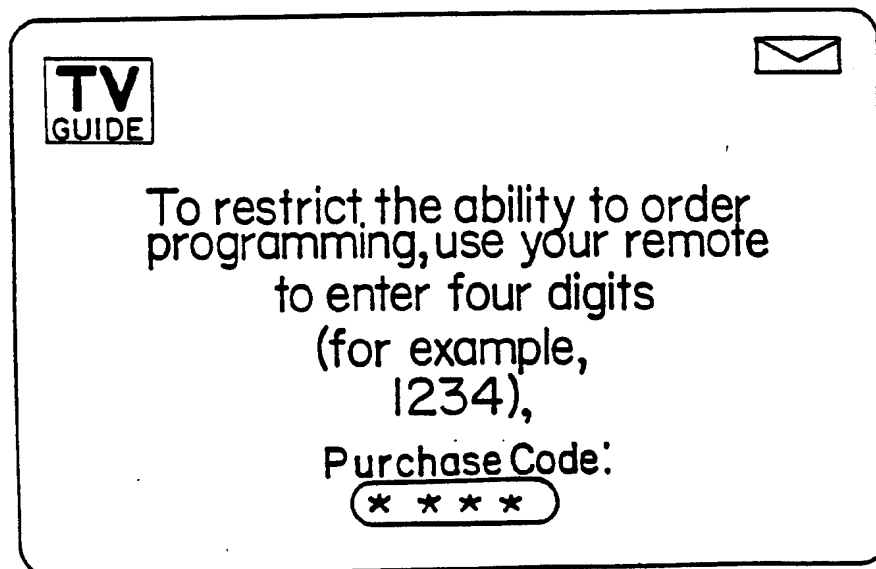 TV
GUIDE
To restrict the ability to order
programming, use your remote
to enter four digits
(for example,
1234),
Purchase Code:
* * * *